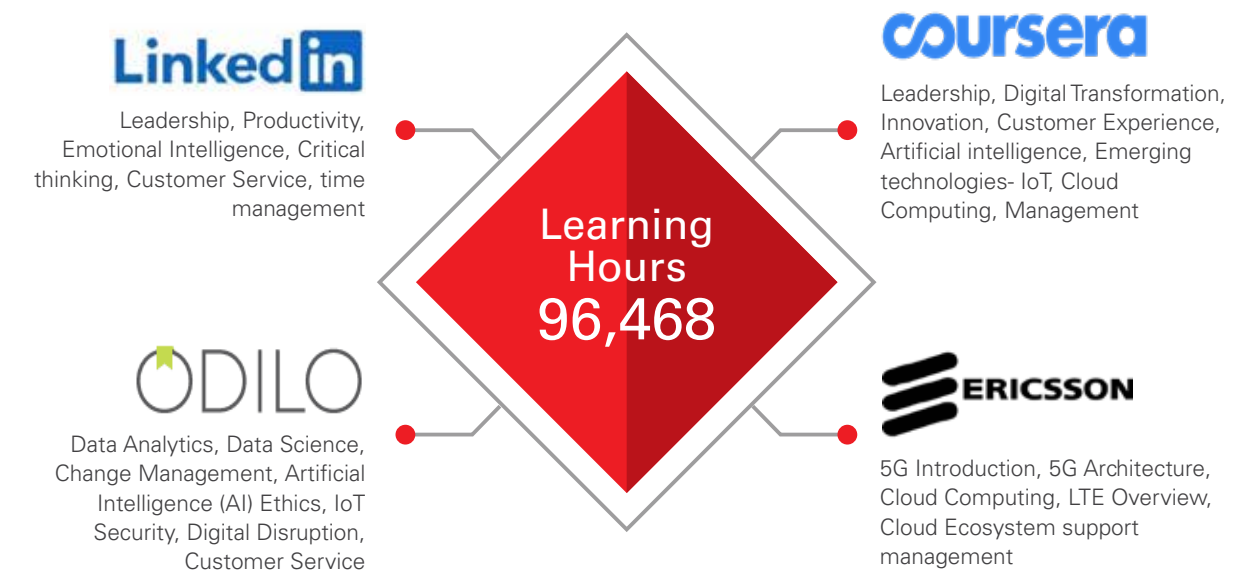 Linked in
Leadership, Productivity,
Emotional Intelligence, Critical
thinking, Customer Service, time
management
coursera
Leadership, Digital Transformation,
Innovation, Customer Experience,
Artificial intelligence, Emerging
technologies- IoT, Cloud
Computing, Management
Learning
Hours
96,468
ODILO
Data Analytics, Data Science,
Change Management, Artificial
Intelligence (AI) Ethics, IoT
Security, Digital Disruption,
Customer Service
ERICSSON
5G Introduction, 5G Architecture,
Cloud Computing, LTE Overview,
Cloud Ecosystem support
management